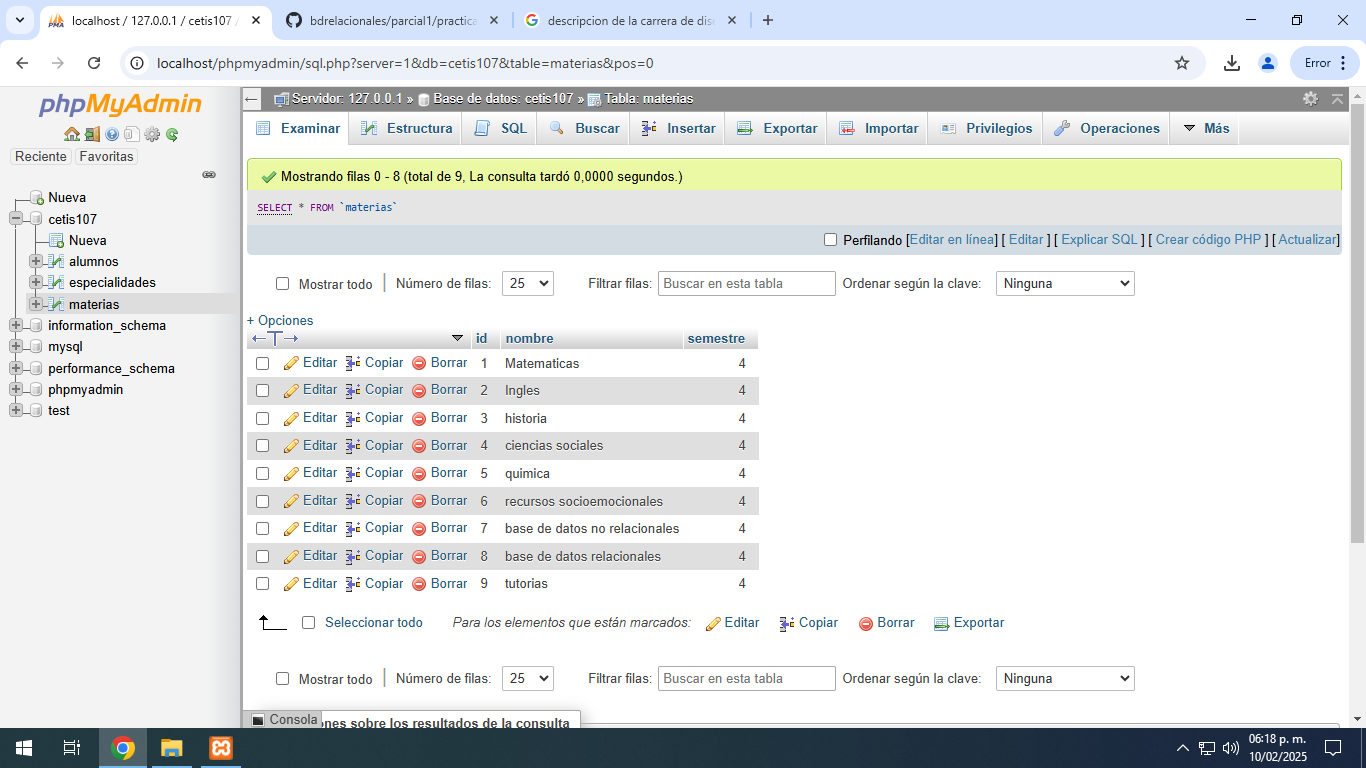 localhost / 127.0.0.1 / cetis107 /
bdrelacionales/parcial1/practica
descripcion de la carrera de dis
localhost/phpmyadmin/sql.php?server=1&db=cetis107&table=materias&pos=0
Error
phpMyAdmin
Reciente Favoritas
Nueva
cetis107
Nueva
alumnos
especialidades
materias
information_schema
mysql
performance_schema
phpmyadmin
test
Servidor: 127.0.0.1 » Base de datos: cetis107 » Tabla: materias
Examinar Estructura SQL Buscar Insertar Exportar Importar Privilegios Operaciones Más
Mostrando filas 0 - 8 (total de 9, La consulta tardó 0,0000 segundos.)
SELECT * FROM `materias`
Perfilando [Editar en línea] [ Editar ] [ Explicar SQL ] [ Crear código PHP ] [ Actualizar]
Mostrar todo Número de filas: 25 Filtrar filas: Buscar en esta tabla Ordenar según la clave: Ninguna
+ Opciones
←T→ id nombre semestre
Editar Copiar Borrar 1 Matematicas 4
Editar Copiar Borrar 2 Ingles 4
Editar Copiar Borrar 3 historia 4
Editar Copiar Borrar 4 ciencias sociales 4
Editar Copiar Borrar 5 quimica 4
Editar Copiar Borrar 6 recursos socioemocionales 4
Editar Copiar Borrar 7 base de datos no relacionales 4
Editar Copiar Borrar 8 base de datos relacionales 4
Editar Copiar Borrar 9 tutorias 4
Seleccionar todo Para los elementos que están marcados: Editar Copiar Borrar Exportar
Mostrar todo Número de filas: 25 Filtrar filas: Buscar en esta tabla Ordenar según la clave: Ninguna
Consola ones sobre los resultados de la consulta
06:18 p. m.
10/02/2025